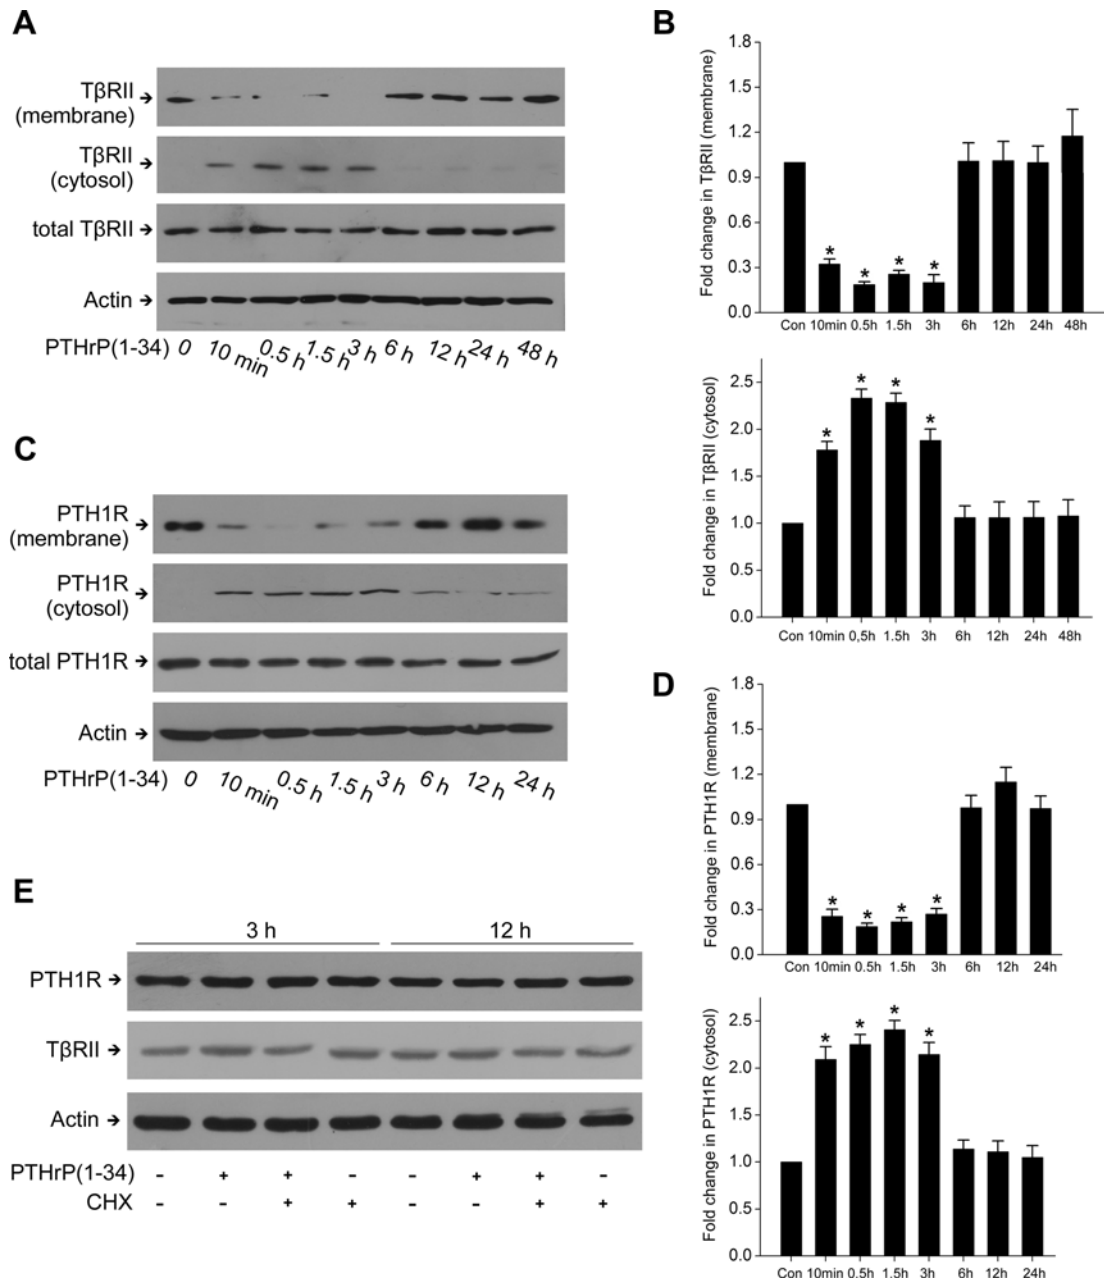 A
TβRII
(membrane)
TβRII
(cytosol)
total TβRII
Actin
PTHrP(1-34) 0 10 min 0.5 h 1.5 h 3 h 6 h 12 h 24 h 48 h
B
Fold change in TβRII (membrane)
1.8
1.5
1.2
0.9
0.6
0.3
0.0
* * * *
Con 10min 0.5h 1.5h 3h 6h 12h 24h 48h
Fold change in TβRII (cytosol)
2.5
2.0
1.5
1.0
0.5
0.0
* * * *
Con 10min 0,5h 1.5h 3h 6h 12h 24h 48h
C
PTH1R
(membrane)
PTH1R
(cytosol)
total PTH1R
Actin
PTHrP(1-34) 0 10 min 0.5 h 1.5 h 3 h 6 h 12 h 24 h
D
Fold change in PTH1R (membrane)
1.8
1.5
1.2
0.9
0.6
0.3
0.0
* * * *
Con 10min 0.5h 1.5h 3h 6h 12h 24h
Fold change in PTH1R (cytosol)
2.5
2.0
1.5
1.0
0.5
0.0
* * * *
Con 10min 0.5h 1.5h 3h 6h 12h 24h
E
3 h 12 h
PTH1R
TβRII
Actin
PTHrP(1-34) - + + - - + + -
CHX - - + + - - + +